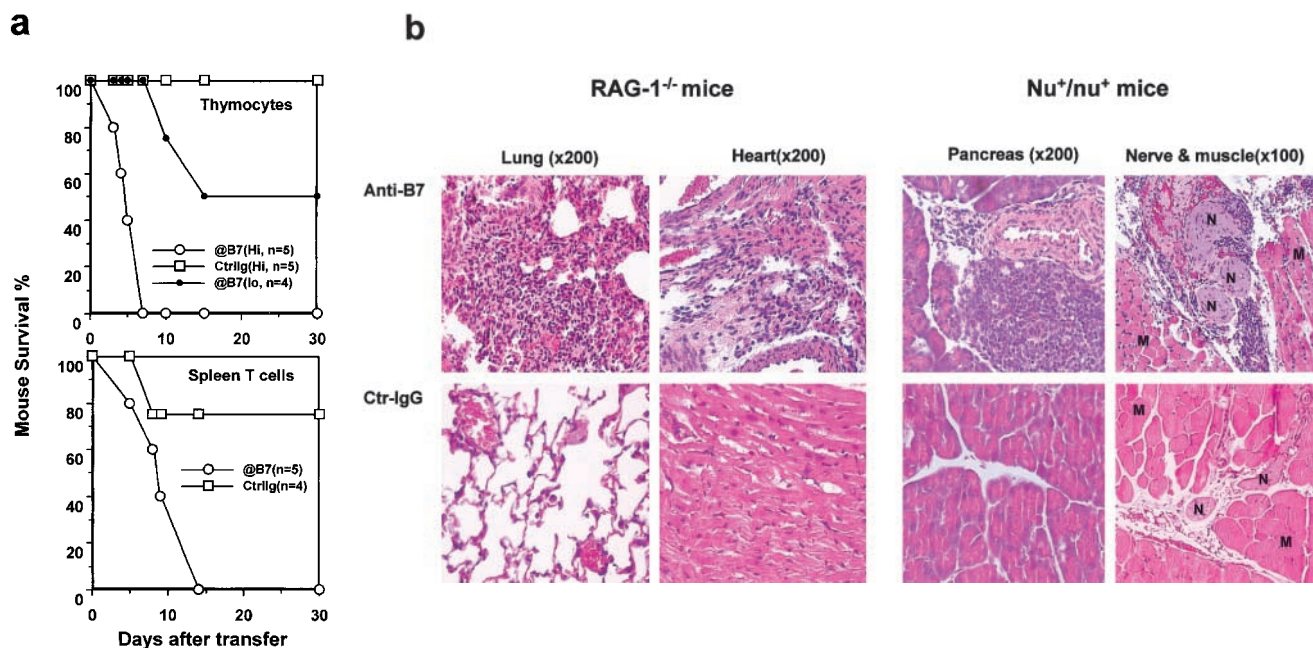 a
Mouse Survival %
100
80
60
40
20
0
Thymocytes
@B7(Hi, n=5)
CtrlIg(Hi, n=5)
@B7(lo, n=4)
100
80
60
40
20
0
Spleen T cells
@B7(n=5)
CtrlIg(n=4)
0 10 20 30
Days after transfer
b
RAG-1-/- mice Nu+/nu+ mice
Lung (x200) Heart(x200) Pancreas (x200) Nerve & muscle(x100)
Anti-B7
N
M
N
N
M
Ctr-IgG
M
N
N
M